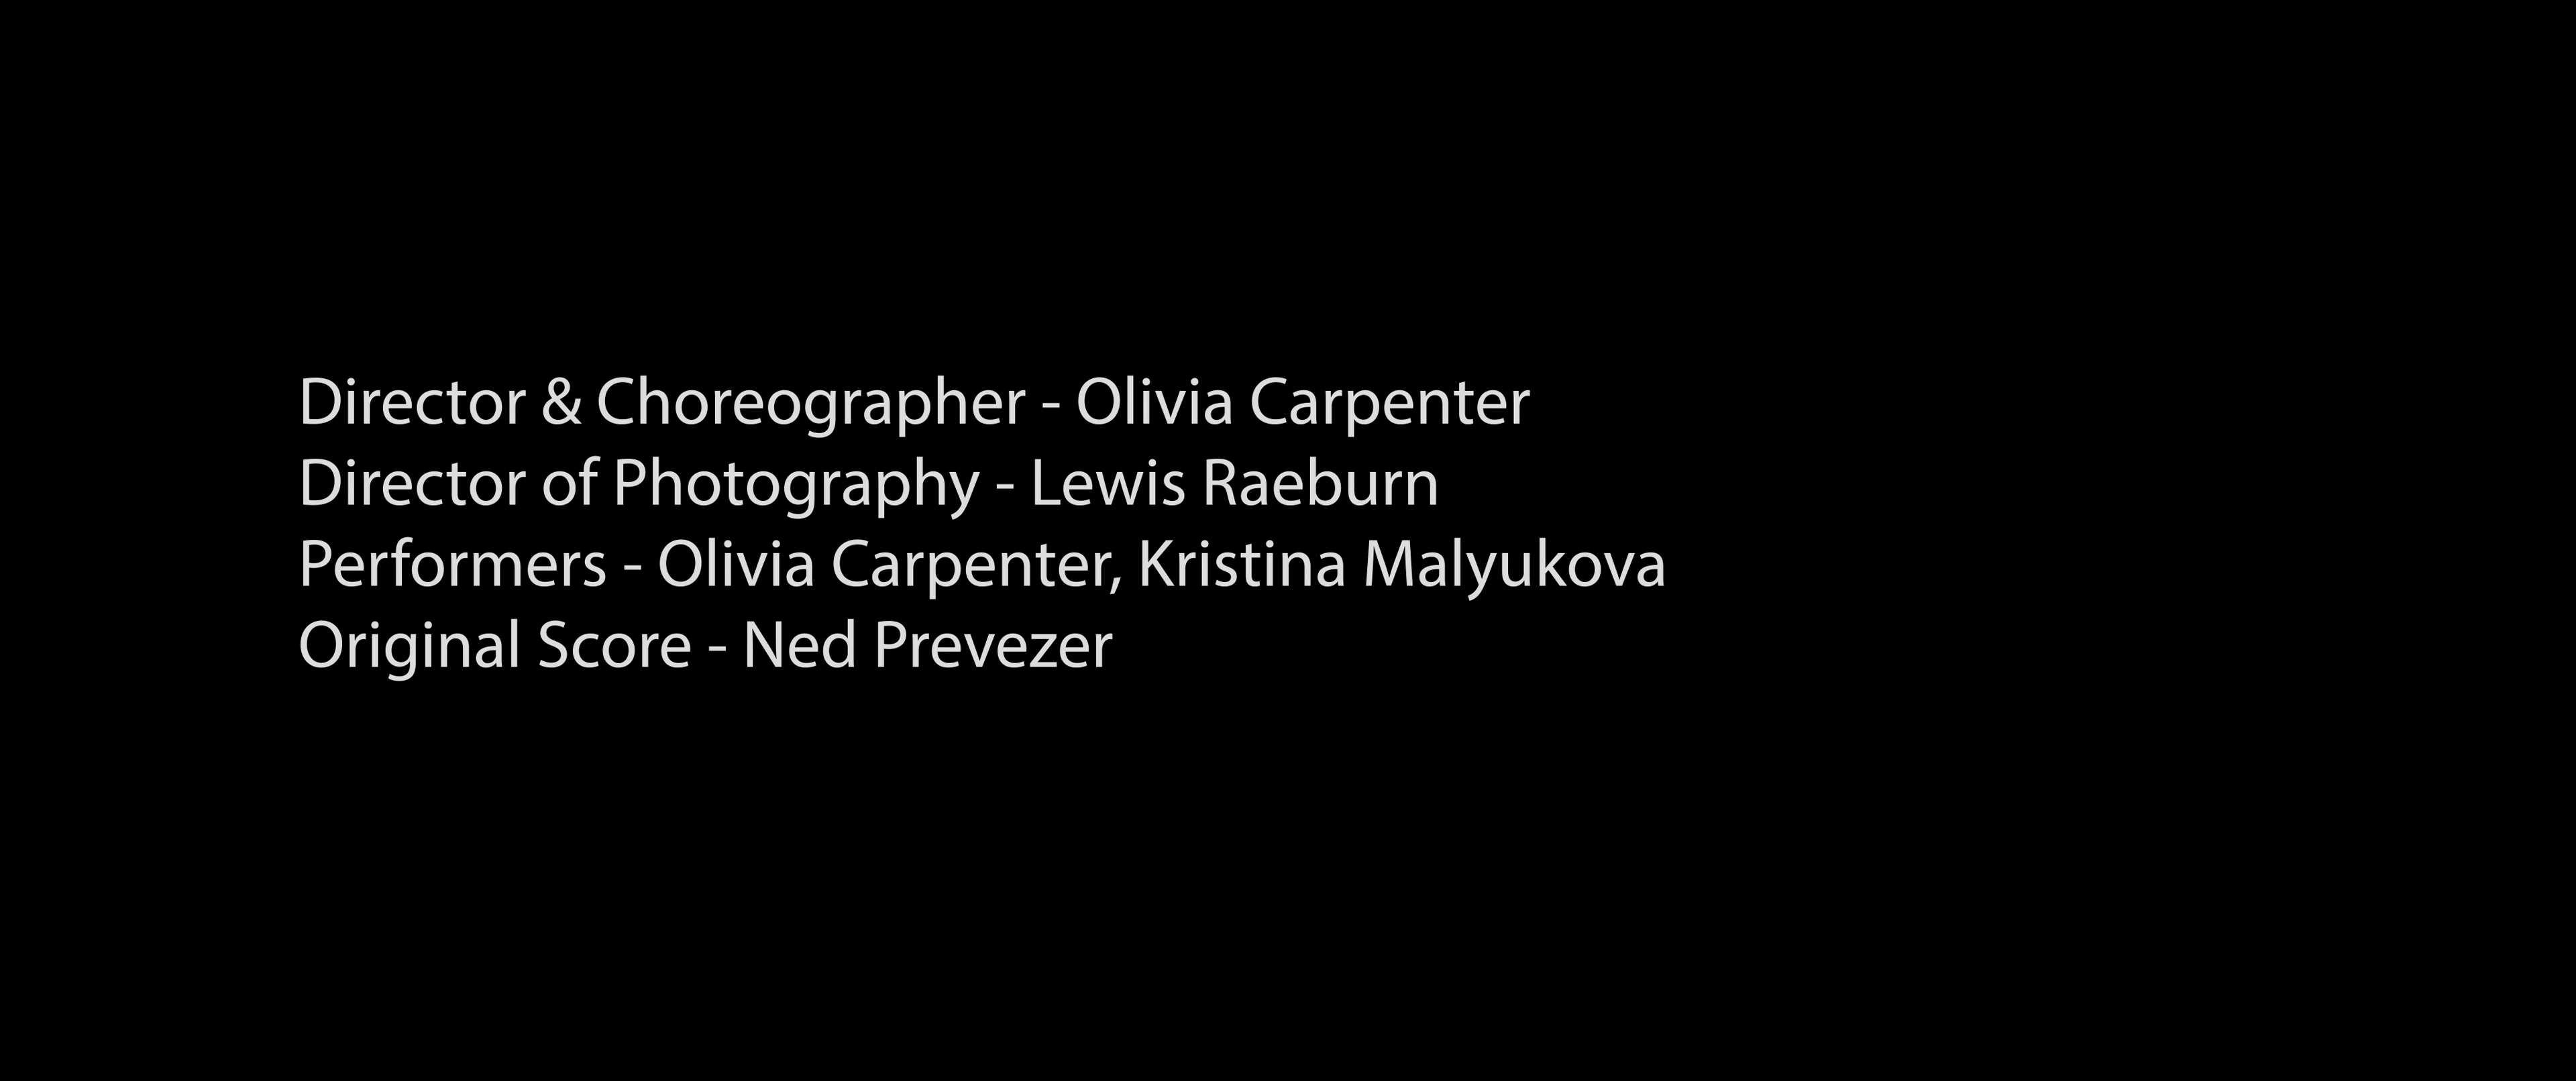 Director & Choreographer - Olivia Carpenter
Director of Photography - Lewis Raeburn
Performers - Olivia Carpenter, Kristina Malyukova
Original Score - Ned Prevezer